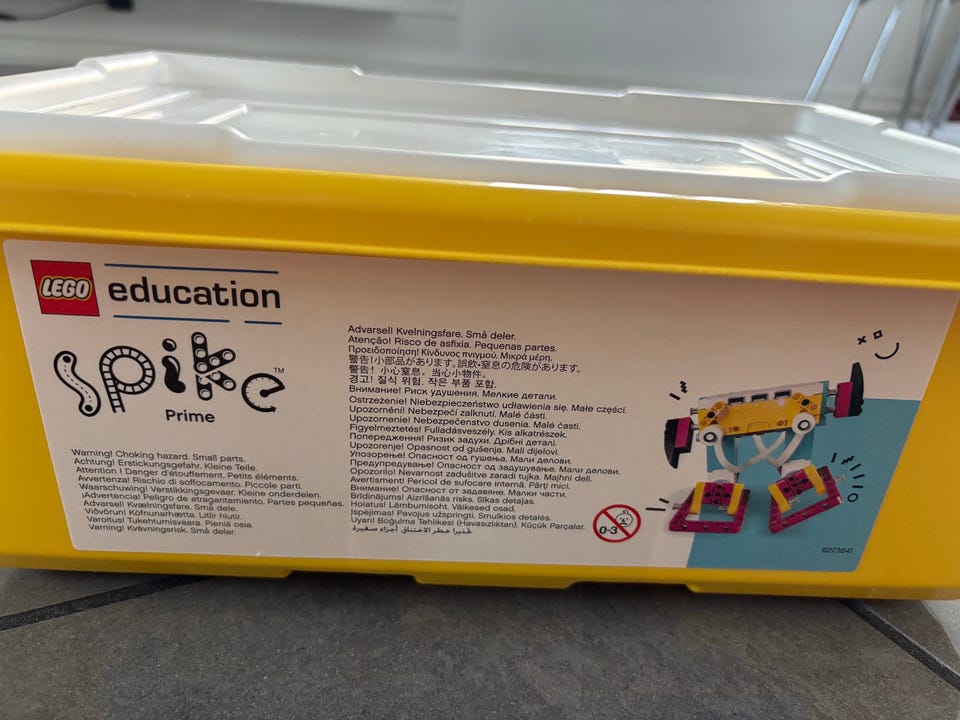 LEGO education
spike™
Prime
Warning! Choking hazard. Small parts.
Achtung! Erstickungsgefahr. Kleine Teile.
Attention ! Danger d'étouffement. Petits éléments.
Avvertenza! Rischio di soffocamento. Piccole parti.
Waarschuwing! Verstikkingsgevaar. Kleine onderdelen.
¡Advertencia! Peligro de atragantamiento. Partes pequeñas.
Advarsel! Kvælningsfare. Små dele.
Viðvörun! Köfnunarhætta. Litlir hlutir.
Varoitus! Tukehtumisvaara. Pieniä osia.
Varning! Kvävningsrisk. Små delar.
Advarsel! Kvelningsfare. Små deler.
Atenção! Risco de asfixia. Pequenas partes.
Προειδοποίηση! Κίνδυνος πνιγμού. Μικρά μέρη.
警告!小部品があります。誤飲・窒息の危険があります。
警告! 小心窒息。当心小物件。
경고! 질식 위험. 작은 부품 포함.
Внимание! Риск удушения. Мелкие детали.
Ostrzeżenie! Niebezpieczeństwo udławienia się. Małe części.
Upozornění! Nebezpečí zalknutí. Malé části.
Upozornenie! Nebezpečenstvo dusenia. Malé časti.
Figyelmeztetés! Fulladásveszély. Kis alkatrészek.
Попередження! Ризик задухи. Дрібні деталі.
Upozorenje! Opasnost od gušenja. Mali dijelovi.
Упозорење! Опасност од гушења. Мали делови.
Предупредување! Опасност од задушување. Мали делови.
Opozorilo! Nevarnost zadušitve zaradi tujka. Majhni deli.
Avertisment! Pericol de sufocare internă. Părţi mici.
Внимание! Опасност от задавяне. Малки части.
Brīdinājums! Aizrīšanās risks. Sīkas detaļas.
Hoiatus! Lämbumisoht. Väikesed osad.
Įspėjimas! Pavojus užspringti. Smulkios detalės.
Uyarı! Boğulma Tehlikesi (Havasızlıktan). Küçük Parçalar.
تحذير! خطر الاختناق. أجزاء صغيرة
0-3
6273641